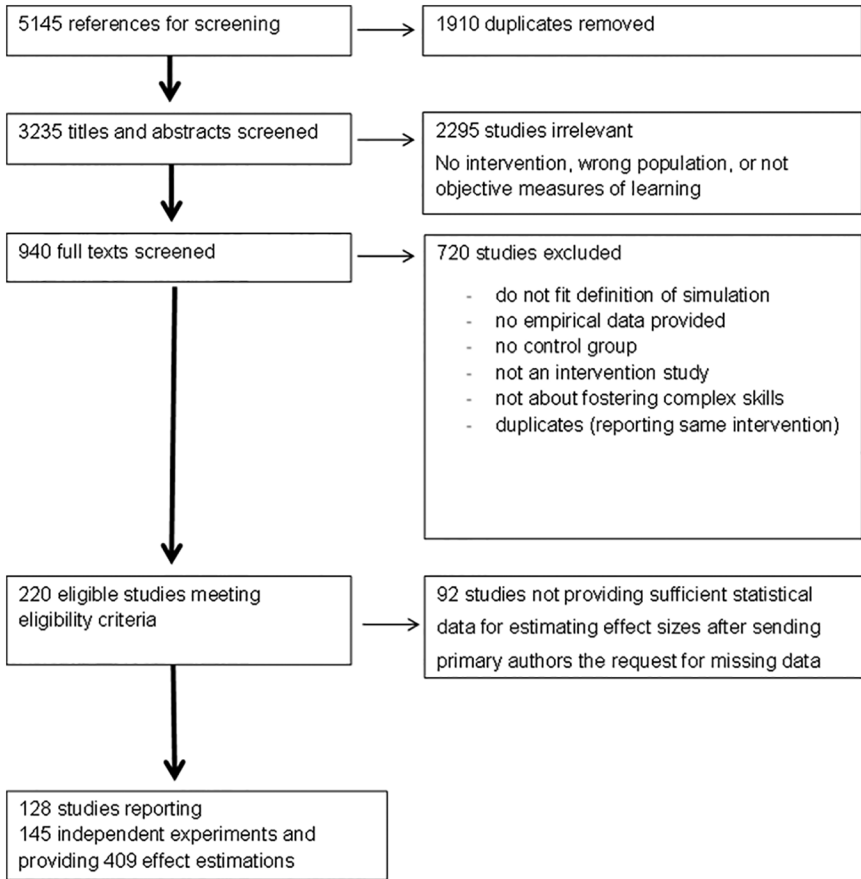 5145 references for screening
1910 duplicates removed
3235 titles and abstracts screened
2295 studies irrelevant
No intervention, wrong population, or not
objective measures of learning
940 full texts screened
720 studies excluded
- do not fit definition of simulation
- no empirical data provided
- no control group
- not an intervention study
- not about fostering complex skills
- duplicates (reporting same intervention)
220 eligible studies meeting
eligibility criteria
92 studies not providing sufficient statistical
data for estimating effect sizes after sending
primary authors the request for missing data
128 studies reporting
145 independent experiments and
providing 409 effect estimations